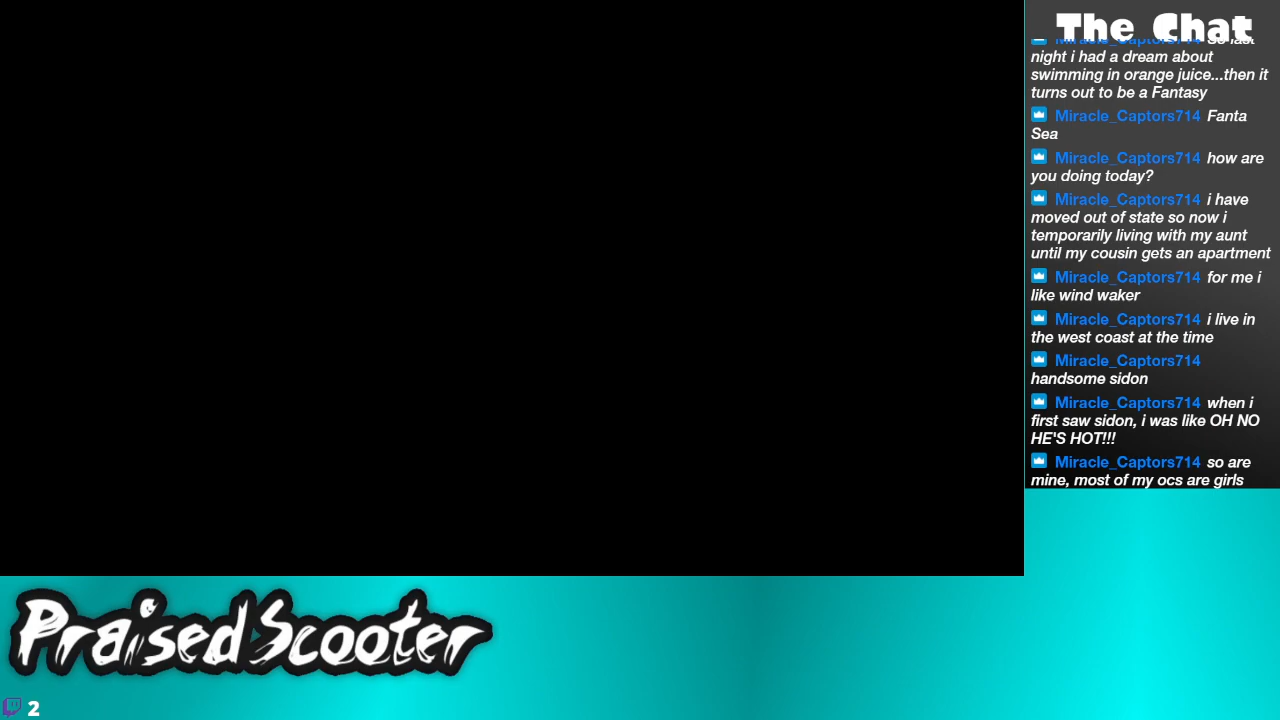 The Chat
Miracle_Captors714 So last
night i had a dream about
swimming in orange juice...then it
turns out to be a Fantasy
Miracle_Captors714 Fanta
Sea
Miracle_Captors714 how are
you doing today?
Miracle_Captors714 i have
moved out of state so now i
temporarily living with my aunt
until my cousin gets an apartment
Miracle_Captors714 for me i
like wind waker
Miracle_Captors714 i live in
the west coast at the time
Miracle_Captors714
handsome sidon
Miracle_Captors714 when i
first saw sidon, i was like OH NO
HE'S HOT!!!
Miracle_Captors714 so are
mine, most of my ocs are girls
PraisedScooter
2